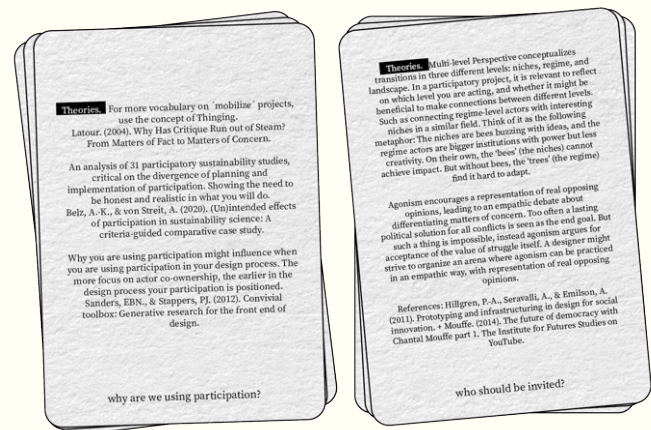 Theories. For more vocabulary on ´mobilize´ projects,
use the concept of Thinging.
Latour. (2004). Why Has Critique Run out of Steam?
From Matters of Fact to Matters of Concern.
An analysis of 31 participatory sustainability studies,
critical on the divergence of planning and
implementation of participation. Showing the need to
be honest and realistic in what you will do.
Belz, A.-K., & von Streit, A. (2020). (Un)intended effects
of participation in sustainability science: A
criteria-guided comparative case study.
Why you are using participation might influence when
you are using participation in your design process. The
more focus on actor co-ownership, the earlier in the
design process your participation is positioned.
Sanders, EBN., & Stappers, PJ. (2012). Convivial
toolbox: Generative research for the front end of
design.
why are we using participation?
Theories. Multi-level Perspective conceptualizes
transitions in three different levels: niches, regime, and
landscape. In a participatory project, it is relevant to reflect
on which level you are acting, and whether it might be
beneficial to make connections between different levels.
Such as connecting regime-level actors with interesting
niches in a similar field. Think of it as the following
metaphor: The niches are bees buzzing with ideas, and the
regime actors are bigger institutions with power but less
creativity. On their own, the 'bees' (the niches) cannot
achieve impact. But without bees, the 'trees' (the regime)
find it hard to adapt.
Agonism encourages a representation of real opposing
opinions, leading to an empathic debate about
differentiating matters of concern. Too often a lasting
political solution for all conflicts is seen as the end goal. But
such a thing is impossible, instead agonism argues for
acceptance of the value of struggle itself. A designer might
strive to organize an arena where agonism can be practiced
in an empathic way, with representation of real opposing
opinions.
References: Hillgren, P.-A., Seravalli, A., & Emilson, A.
(2011). Prototyping and infrastructuring in design for social
innovation. + Mouffe. (2014). The future of democracy with
Chantal Mouffe part 1. The Institute for Futures Studies on
YouTube.
who should be invited?